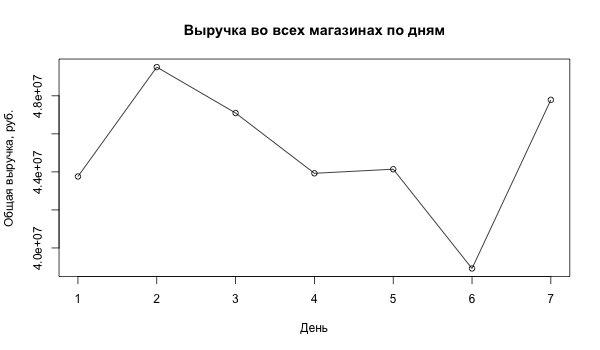 Выручка во всех магазинах по дням
Общая выручка, руб.
4.8e+07
4.4e+07
4.0e+07
1 2 3 4 5 6 7
День